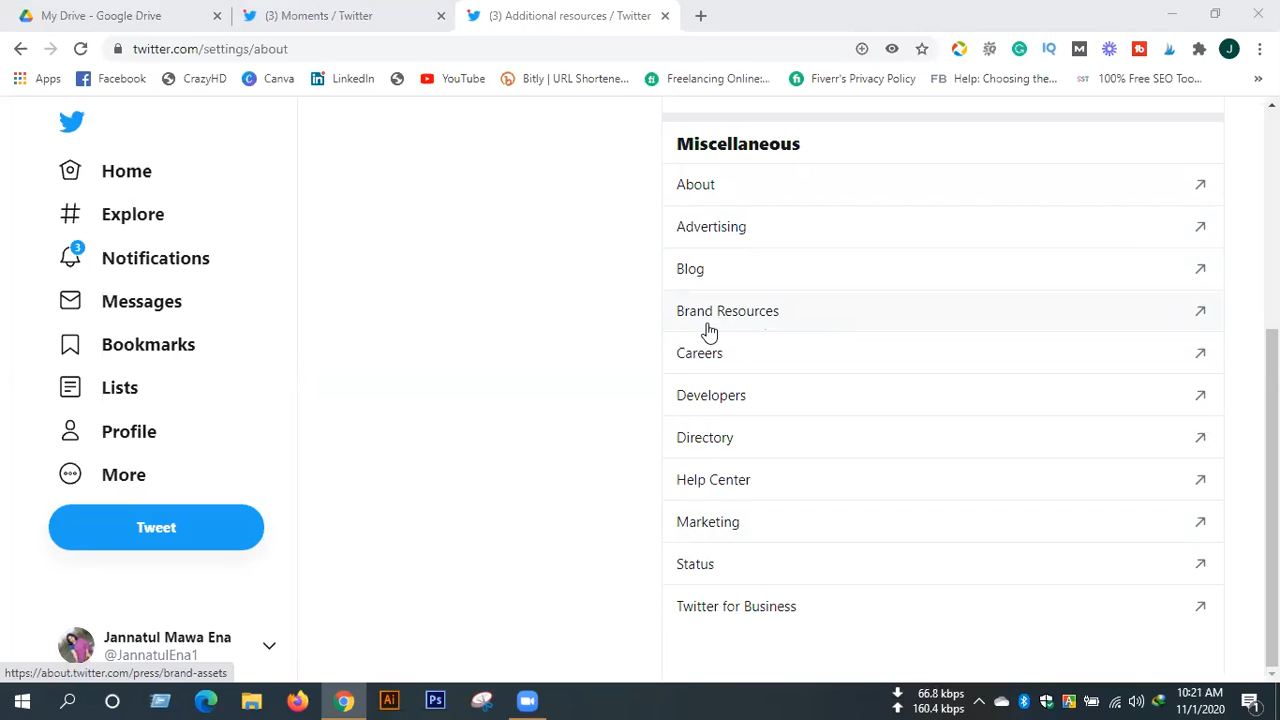 My Drive - Google Drive
(3) Moments / Twitter
(3) Additional resources / Twitter
twitter.com/settings/about
J
Apps
Facebook
CrazyHD
Canva
LinkedIn
YouTube
Bitly | URL Shortene...
Freelancing Online:...
Fiverr's Privacy Policy
FB Help: Choosing the...
SST 100% Free SEO Too...
Home
Explore
3
Notifications
Messages
Bookmarks
Lists
Profile
More
Tweet
Jannatul Mawa Ena
@JannatulEna1
Miscellaneous
About
Advertising
Blog
Brand Resources
Careers
Developers
Directory
Help Center
Marketing
Status
Twitter for Business
https://about.twitter.com/press/brand-assets
Ai
Ps
66.8 kbps
160.4 kbps
10:21 AM
11/1/2020